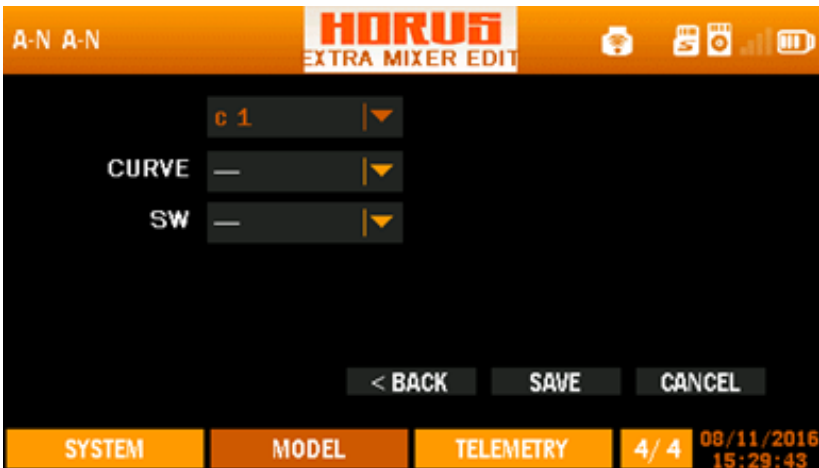 A-N A-N
HORUS
EXTRA MIXER EDIT
c 1
CURVE —
SW —
< BACK SAVE CANCEL
SYSTEM MODEL TELEMETRY 4/4 08/11/2016
15:29:43